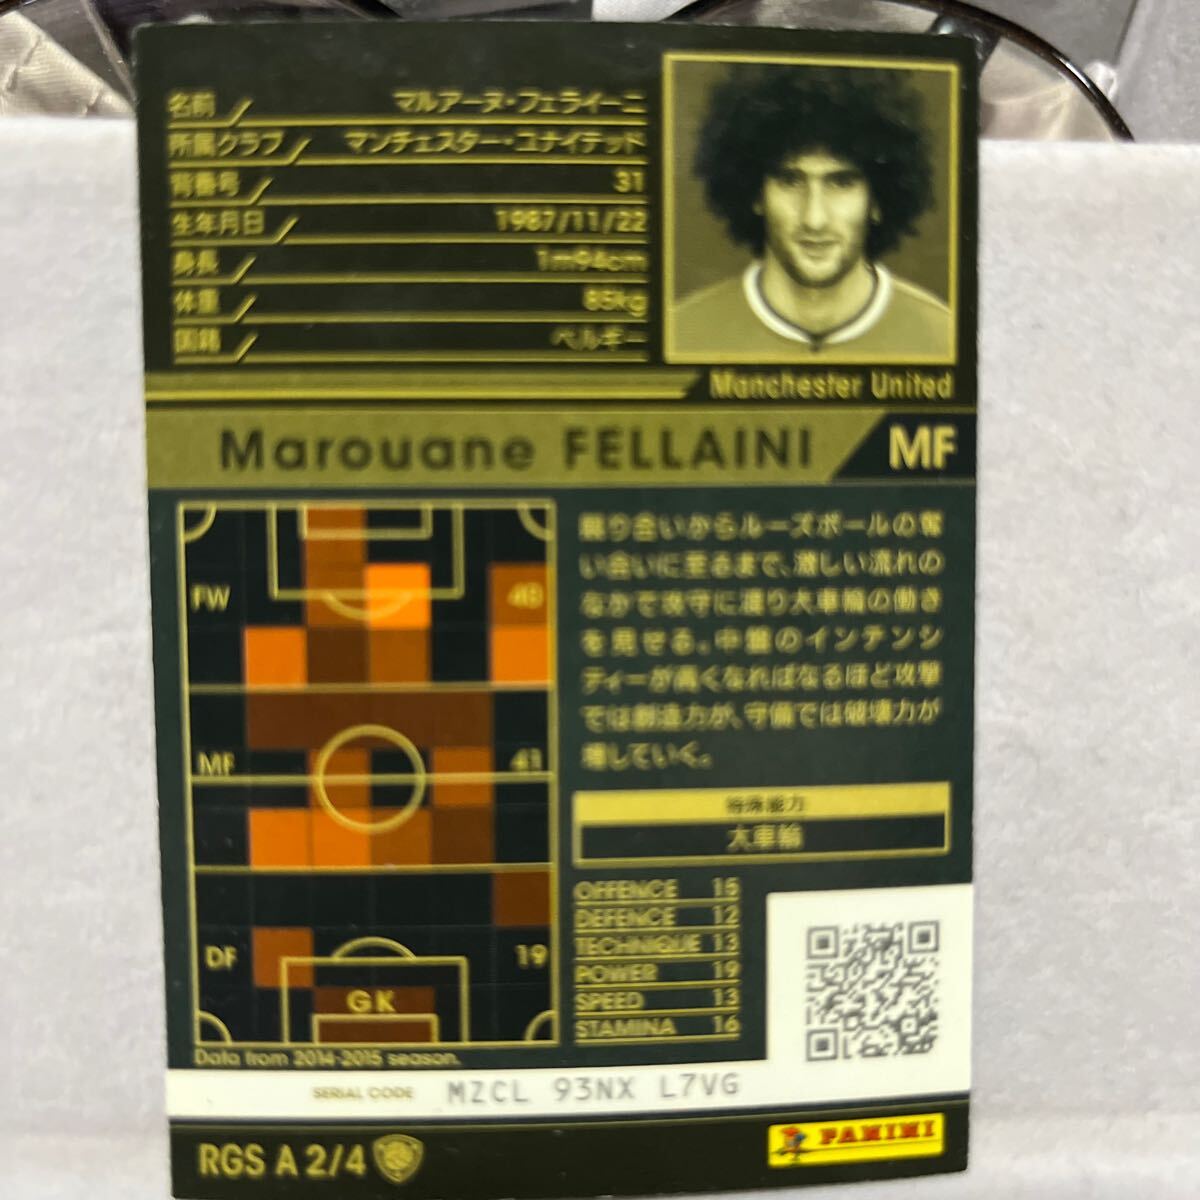 名前 マルアーヌ・フェライーニ
所属クラブ マンチェスター・ユナイテッド
背番号 31
生年月日 1987/11/22
身長 1m94cm
体重 85kg
国籍 ベルギー
Manchester United
Marouane FELLAINI MF
FW 48
MF 41
DF 19
GK
Data from 2014-2015 season.
競り合いからルーズボールの奪
い合いに至るまで、激しい流れの
なかで攻守に渡り大車輪の働き
を見せる。中盤のインテンシ
ティーが高くなればなるほど攻撃
では創造力が、守備では破壊力が
増していく。
特殊能力
大車輪
OFFENCE 15
DEFENCE 12
TECHNIQUE 13
POWER 19
SPEED 13
STAMINA 16
SERIAL CODE MZCL 93NX L7VG
RGS A 2/4
PANINI